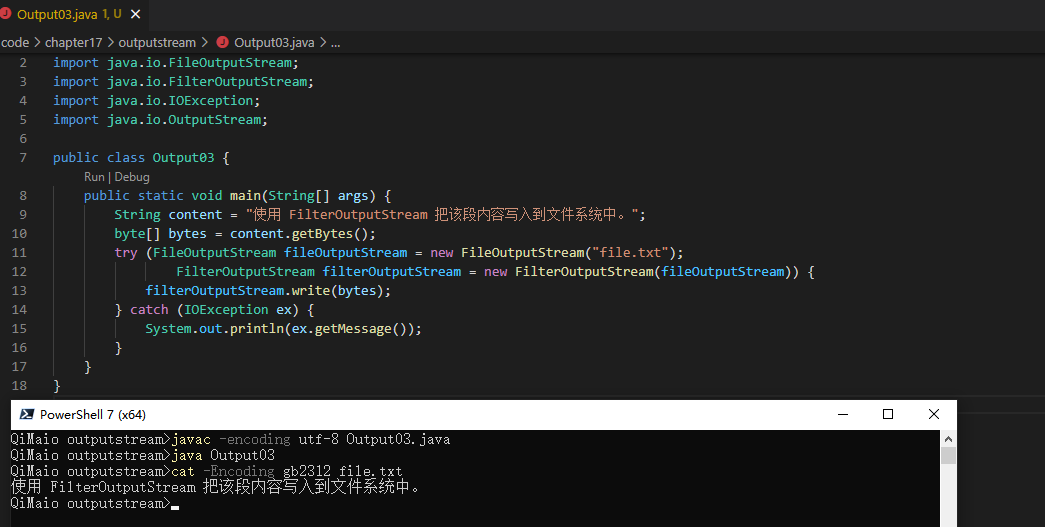 Output03.java 1, U
code > chapter17 > outputstream > Output03.java > ...
2 import java.io.FileOutputStream;
3 import java.io.FilterOutputStream;
4 import java.io.IOException;
5 import java.io.OutputStream;
6
7 public class Output03 {
Run | Debug
8 public static void main(String[] args) {
9 String content = "使用 FilterOutputStream 把该段内容写入到文件系统中。";
10 byte[] bytes = content.getBytes();
11 try (FileOutputStream fileOutputStream = new FileOutputStream("file.txt");
12 FilterOutputStream filterOutputStream = new FilterOutputStream(fileOutputStream)) {
13 filterOutputStream.write(bytes);
14 } catch (IOException ex) {
15 System.out.println(ex.getMessage());
16 }
17 }
18 }
PowerShell 7 (x64)
QiMaio outputstream>javac -encoding utf-8 Output03.java
QiMaio outputstream>java Output03
QiMaio outputstream>cat -Encoding gb2312 file.txt
使用 FilterOutputStream 把该段内容写入到文件系统中。
QiMaio outputstream>